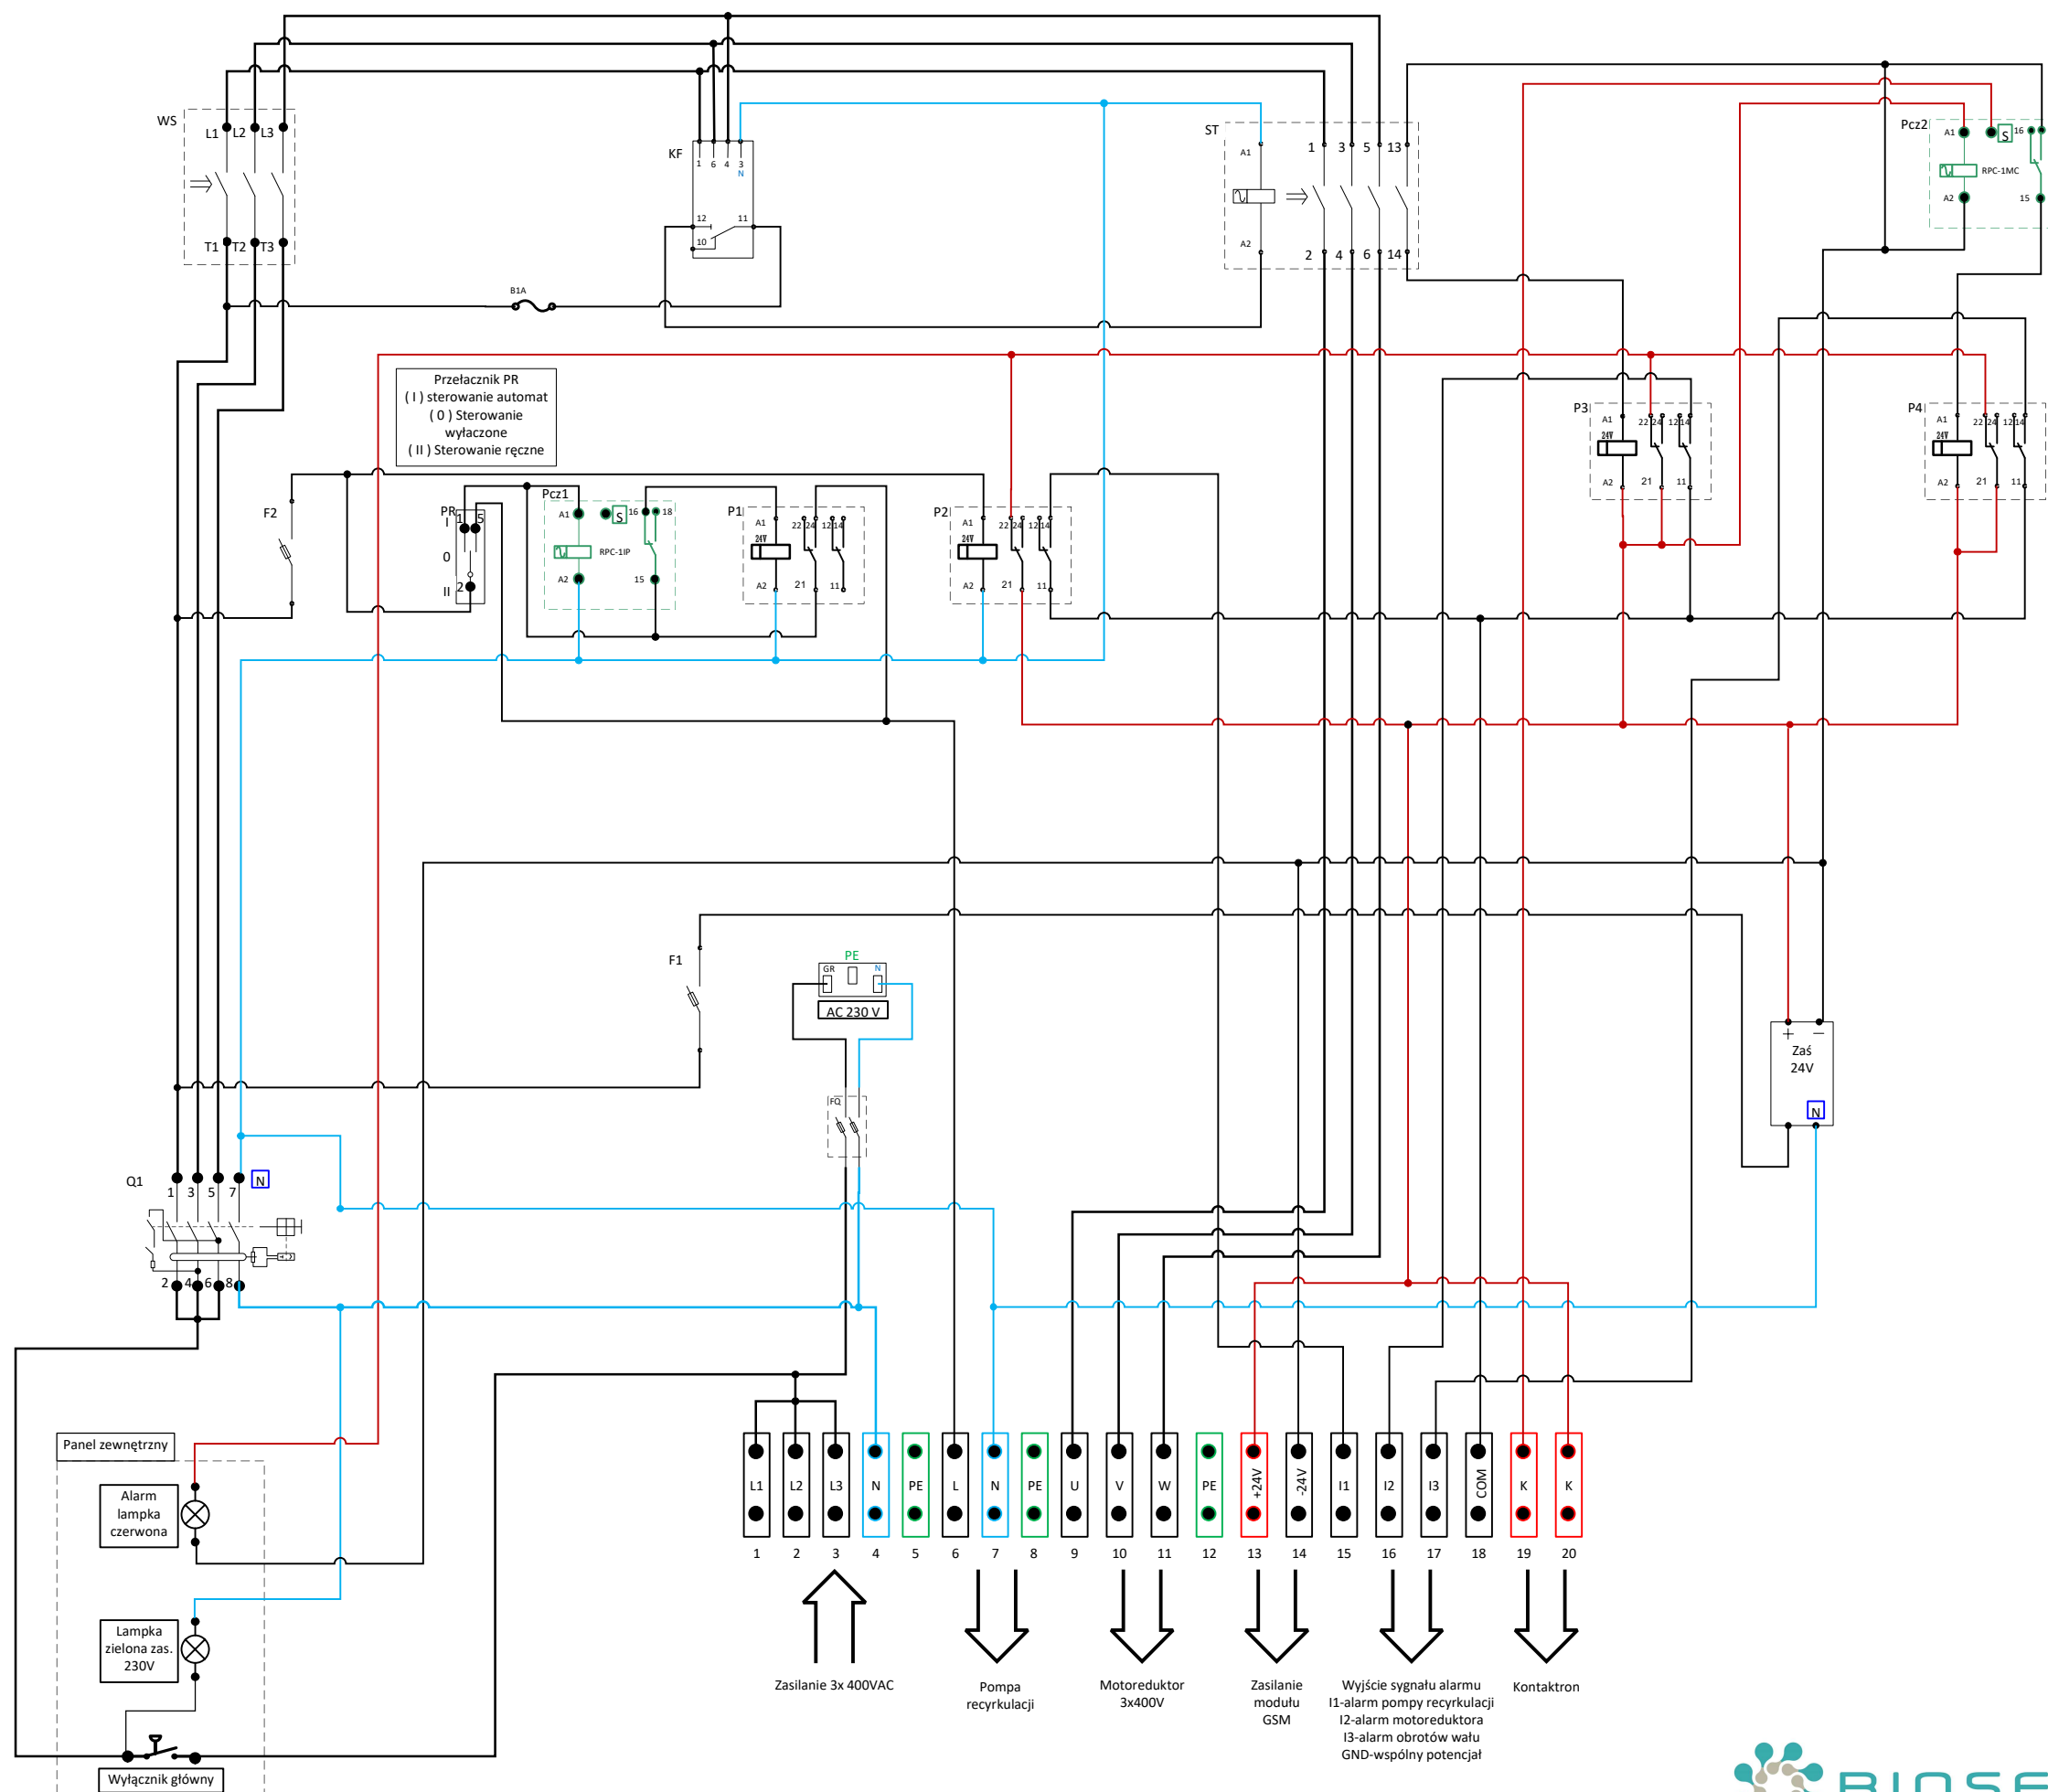 WS
L1 L2 L3
T1 T2 T3
KF
1 6 4 3
N
12 11
10
B1A
ST
A1
1 3 5 13
A2
2 4 6 14
Pcz2
A1 S 16
RPC-1MC
A2 15
Przełacznik PR
( I ) sterowanie automat
( 0 ) Sterowanie
wyłaczone
( II ) Sterowanie ręczne
P3
A1 22 24 12 14
24V
A2 21 11
P4
A1 22 24 12 14
24V
A2 21 11
F2
PR 1 5
I
0
II 2
Pcz1
A1 S 16 18
RPC-1IP
A2 15
P1
A1 22 24 12 14
24V
A2 21 11
P2
A1 22 24 12 14
24V
A2 21 11
F1
PE
GR N
AC 230 V
FQ
+ −
Zaś
24V
N
Q1
1 3 5 7 N
2 4 6 8
Panel zewnętrzny
Alarm
lampka
czerwona
Lampka
zielona zas.
230V
Wyłącznik główny
L1 L2 L3 N PE L N PE U V W PE +24V -24V I1 I2 I3 COM K K
1 2 3 4 5 6 7 8 9 10 11 12 13 14 15 16 17 18 19 20
Zasilanie 3x 400VAC
Pompa
recyrkulacji
Motoreduktor
3x400V
Zasilanie
modułu
GSM
Wyjście sygnału alarmu
I1-alarm pompy recyrkulacji
I2-alarm motoreduktora
I3-alarm obrotów wału
GND-wspólny potencjał
Kontaktron